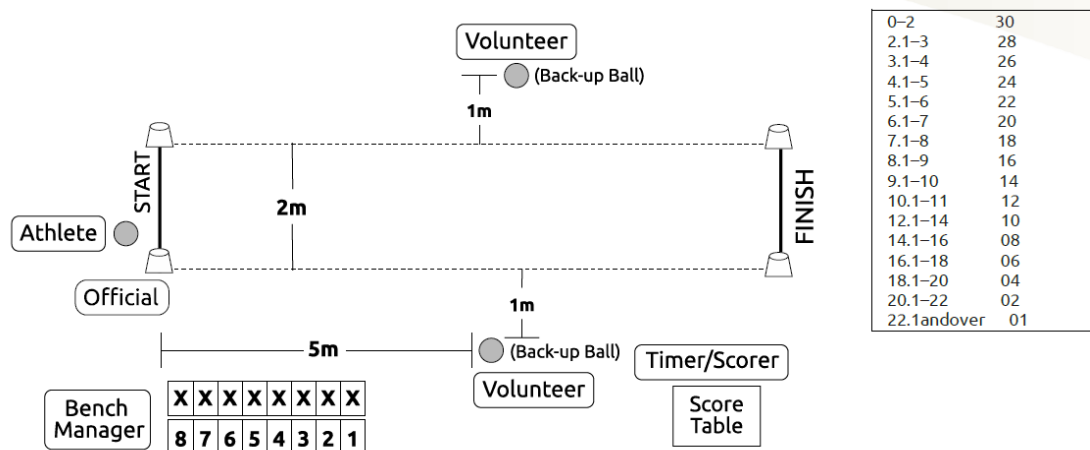 Volunteer
(Back-up Ball)
1m
START
2m
FINISH
Athlete
Official
1m
5m
(Back-up Ball)
Volunteer
Timer/Scorer
Bench
Manager
X X X X X X X X
8 7 6 5 4 3 2 1
Score
Table
0–2 30
2.1–3 28
3.1–4 26
4.1–5 24
5.1–6 22
6.1–7 20
7.1–8 18
8.1–9 16
9.1–10 14
10.1–11 12
12.1–14 10
14.1–16 08
16.1–18 06
18.1–20 04
20.1–22 02
22.1andover 01